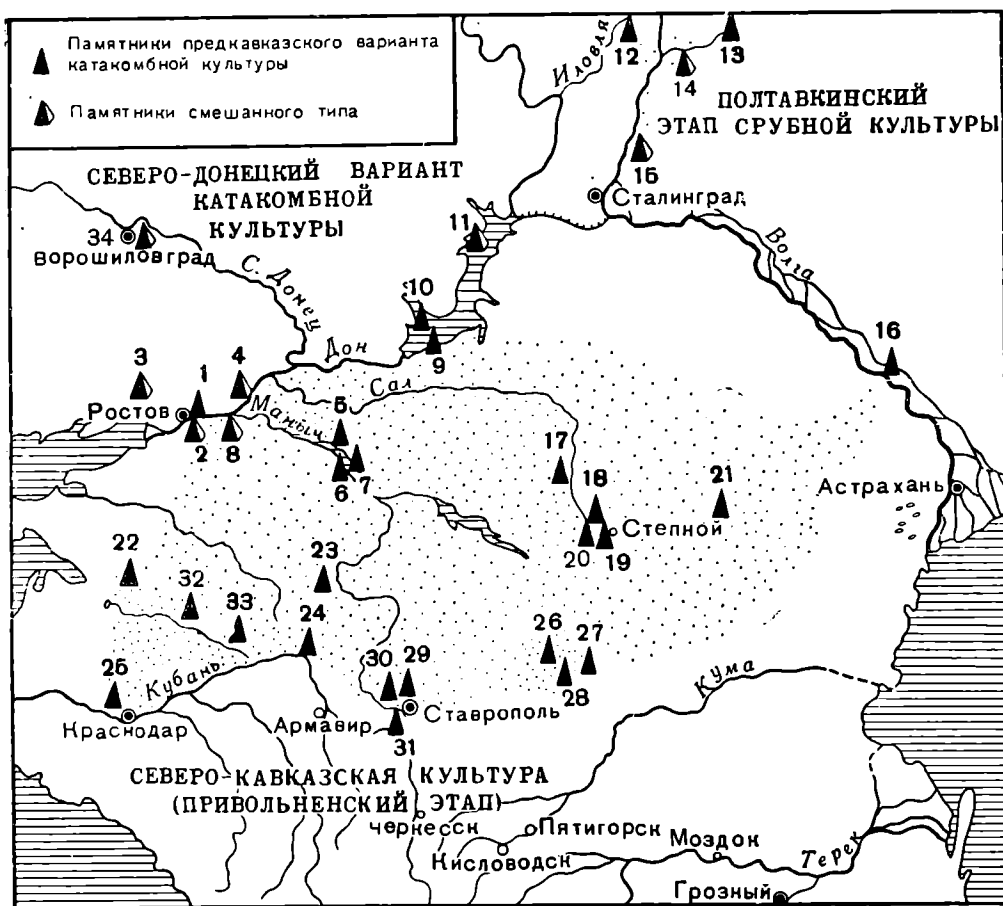 Памятники предкавказского варианта
катакомбной культуры
Памятники смешанного типа
Иловля
12
13
14
ПОЛТАВКИНСКИЙ
ЭТАП СРУБНОЙ КУЛЬТУРЫ
15
СЕВЕРО-ДОНЕЦКИЙ ВАРИАНТ
КАТАКОМБНОЙ
КУЛЬТУРЫ
Сталинград
34
Ворошиловград
11
Волга
С. Донец
10
9
16
Дон
3
1
4
Сал
Ростов
Маныч
5
2
8
6
7
17
18
21
Астрахань
Степной
20
19
22
23
32
33
24
26
27
28
25
Кубань
30
29
Кума
Краснодар
Армавир
Ставрополь
31
СЕВЕРО-КАВКАЗСКАЯ КУЛЬТУРА
(ПРИВОЛЬНЕНСКИЙ ЭТАП)
Черкесск
Пятигорск
Кисловодск
Моздок
Терек
Грозный